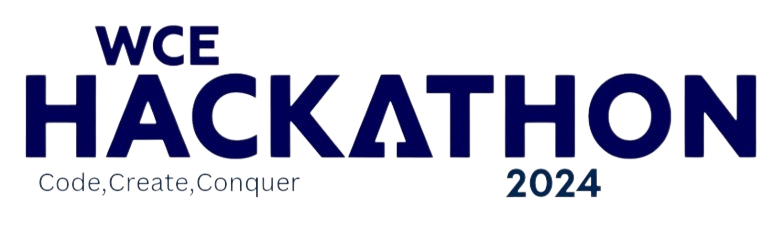 WCE
HACKATHON
Code,Create,Conquer
2024